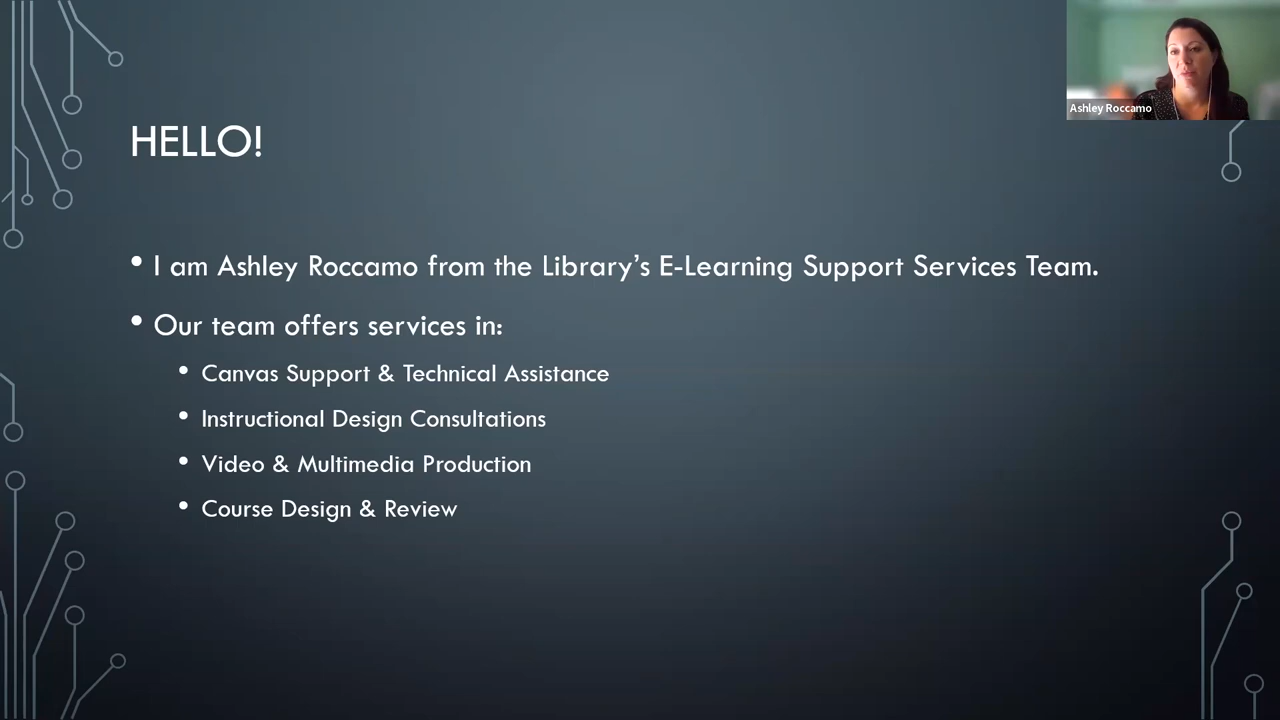 Ashley Roccamo
HELLO!
• I am Ashley Roccamo from the Library’s E-Learning Support Services Team.
• Our team offers services in:
• Canvas Support & Technical Assistance
• Instructional Design Consultations
• Video & Multimedia Production
• Course Design & Review